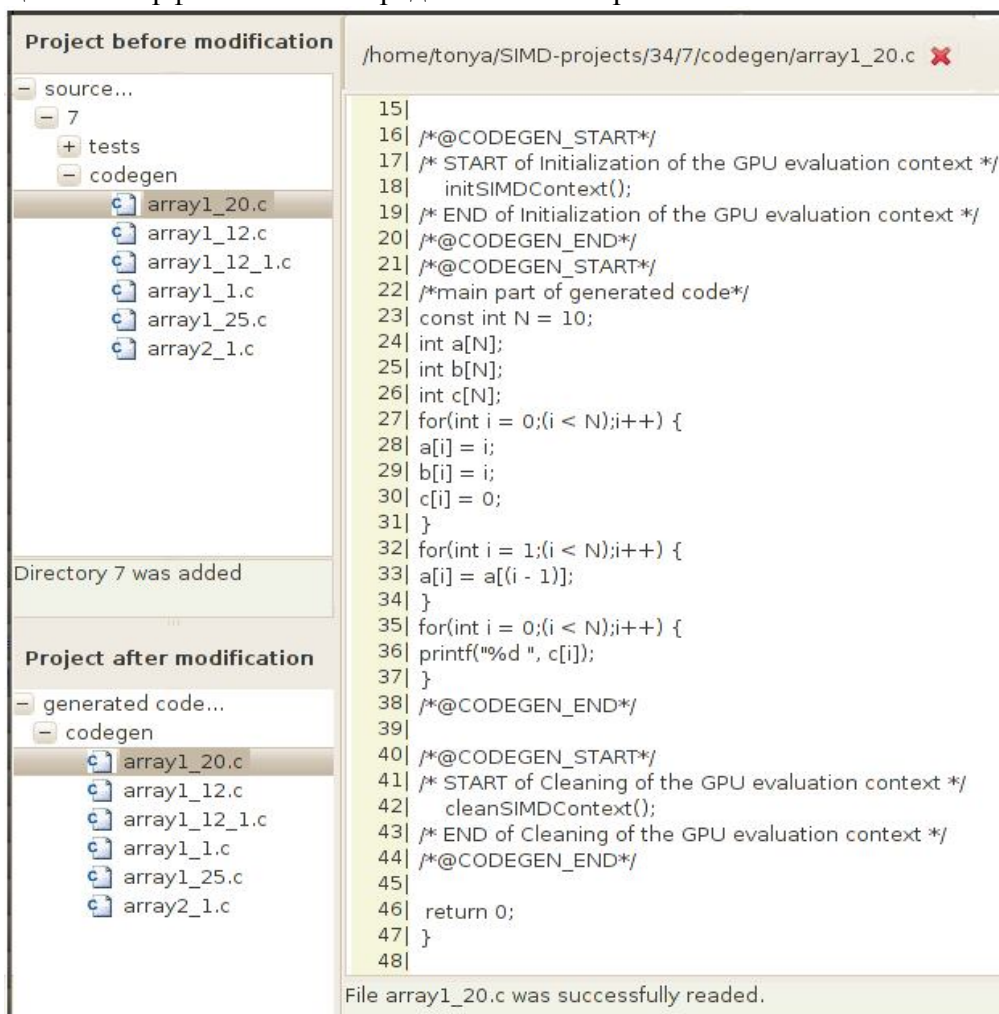 Project before modification
source...
7
tests
codegen
array1_20.c
array1_12.c
array1_12_1.c
array1_1.c
array1_25.c
array2_1.c
Directory 7 was added
Project after modification
generated code...
codegen
array1_20.c
array1_12.c
array1_12_1.c
array1_1.c
array1_25.c
array2_1.c
/home/tonya/SIMD-projects/34/7/codegen/array1_20.c
15|
16| /*@CODEGEN_START*/
17| /* START of Initialization of the GPU evaluation context */
18| initSIMDContext();
19| /* END of Initialization of the GPU evaluation context */
20| /*@CODEGEN_END*/
21| /*@CODEGEN_START*/
22| /*main part of generated code*/
23| const int N = 10;
24| int a[N];
25| int b[N];
26| int c[N];
27| for(int i = 0;(i < N);i++) {
28| a[i] = i;
29| b[i] = i;
30| c[i] = 0;
31| }
32| for(int i = 1;(i < N);i++) {
33| a[i] = a[(i - 1)];
34| }
35| for(int i = 0;(i < N);i++) {
36| printf("%d ", c[i]);
37| }
38| /*@CODEGEN_END*/
39|
40| /*@CODEGEN_START*/
41| /* START of Cleaning of the GPU evaluation context */
42| cleanSIMDContext();
43| /* END of Cleaning of the GPU evaluation context */
44| /*@CODEGEN_END*/
45|
46| return 0;
47| }
48|
File array1_20.c was successfully readed.